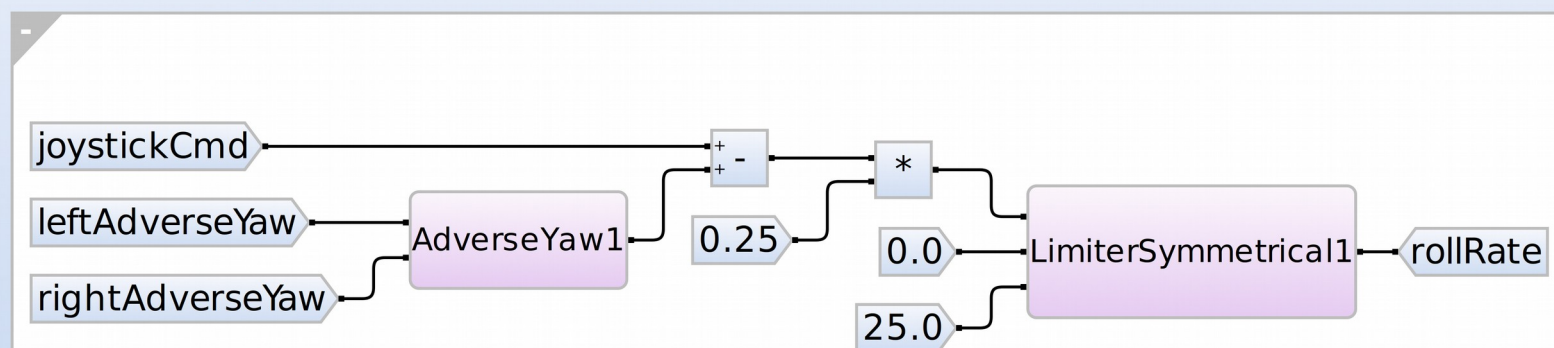 -
joystickCmd
+
+
-
*
leftAdverseYaw
AdverseYaw1
0.25
0.0
LimiterSymmetrical1
rollRate
rightAdverseYaw
25.0